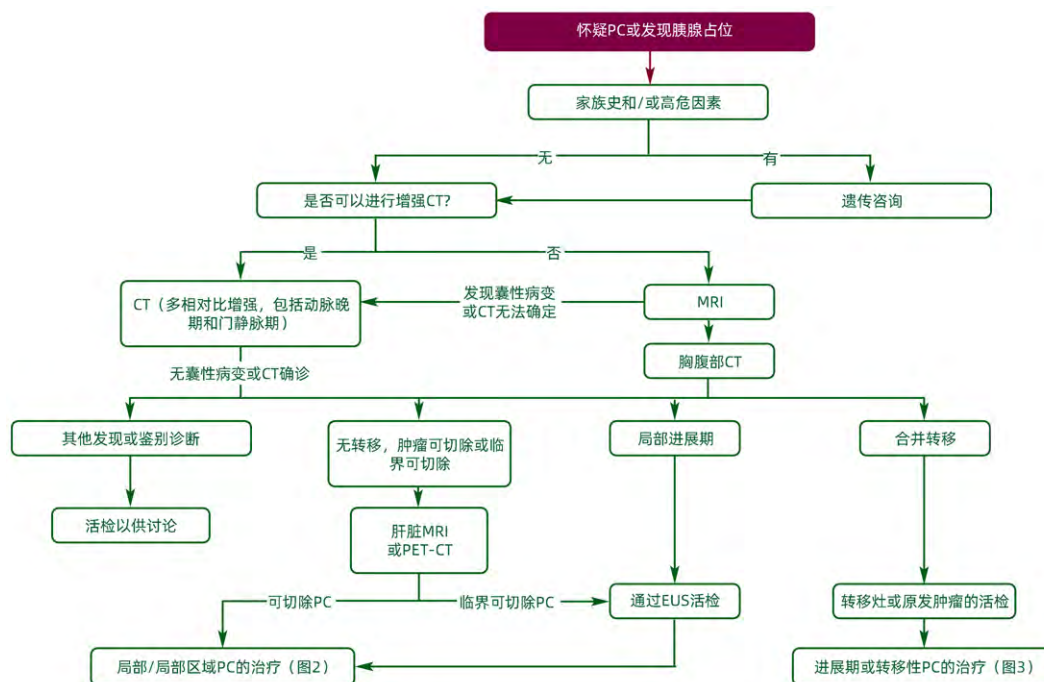 怀疑PC或发现胰腺占位
家族史和/或高危因素
无
有
是否可以进行增强CT?
遗传咨询
是
否
CT（多相对比增强，包括动脉晚
期和门静脉期）
发现囊性病变
或CT无法确定
MRI
胸腹部CT
无囊性病变或CT确诊
其他发现或鉴别诊断
无转移，肿瘤可切除或临
界可切除
局部进展期
合并转移
活检以供讨论
肝脏MRI
或PET-CT
可切除PC
临界可切除PC
通过EUS活检
转移灶或原发肿瘤的活检
局部/局部区域PC的治疗（图2）
进展期或转移性PC的治疗（图3）